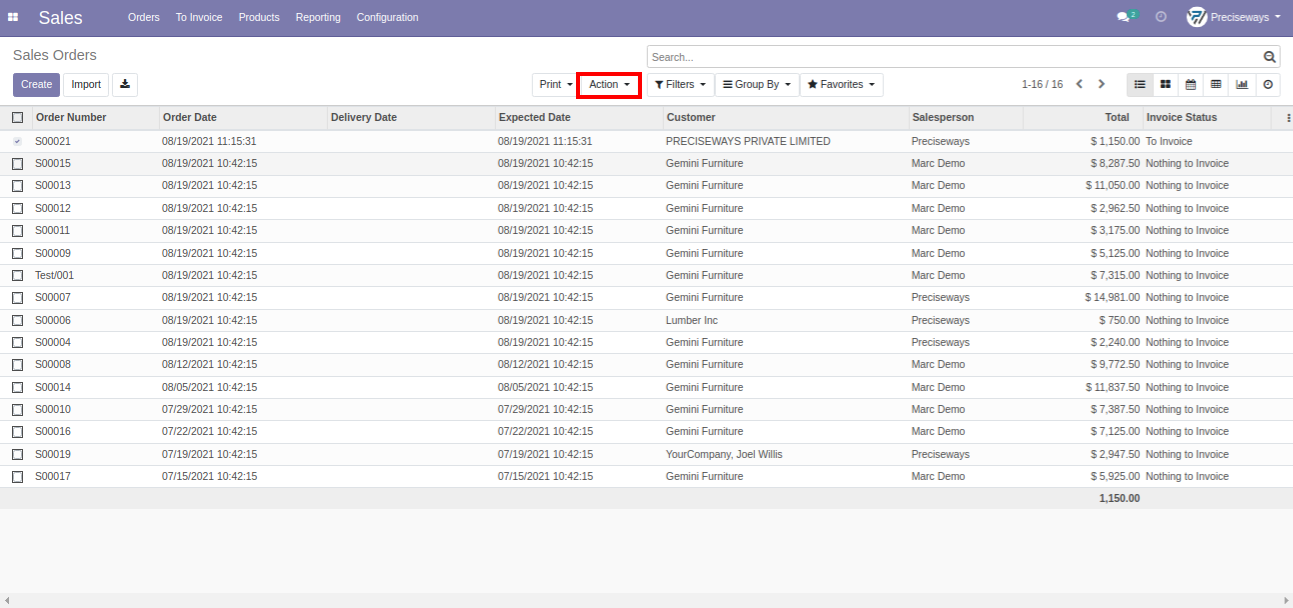 Sales Orders To Invoice Products Reporting Configuration 2 Preciseways
Sales Orders Search...
Create Import Print Action Filters Group By Favorites 1-16 / 16
Order Number Order Date Delivery Date Expected Date Customer Salesperson Total Invoice Status
S00021 08/19/2021 11:15:31 08/19/2021 11:15:31 PRECISEWAYS PRIVATE LIMITED Preciseways $ 1,150.00 To Invoice
S00015 08/19/2021 10:42:15 08/19/2021 10:42:15 Gemini Furniture Marc Demo $ 8,287.50 Nothing to Invoice
S00013 08/19/2021 10:42:15 08/19/2021 10:42:15 Gemini Furniture Marc Demo $ 11,050.00 Nothing to Invoice
S00012 08/19/2021 10:42:15 08/19/2021 10:42:15 Gemini Furniture Marc Demo $ 2,962.50 Nothing to Invoice
S00011 08/19/2021 10:42:15 08/19/2021 10:42:15 Gemini Furniture Marc Demo $ 3,175.00 Nothing to Invoice
S00009 08/19/2021 10:42:15 08/19/2021 10:42:15 Gemini Furniture Marc Demo $ 5,125.00 Nothing to Invoice
Test/001 08/19/2021 10:42:15 08/19/2021 10:42:15 Gemini Furniture Marc Demo $ 7,315.00 Nothing to Invoice
S00007 08/19/2021 10:42:15 08/19/2021 10:42:15 Gemini Furniture Preciseways $ 14,981.00 Nothing to Invoice
S00006 08/19/2021 10:42:15 08/19/2021 10:42:15 Lumber Inc Preciseways $ 750.00 Nothing to Invoice
S00004 08/19/2021 10:42:15 08/19/2021 10:42:15 Gemini Furniture Preciseways $ 2,240.00 Nothing to Invoice
S00008 08/12/2021 10:42:15 08/12/2021 10:42:15 Gemini Furniture Marc Demo $ 9,772.50 Nothing to Invoice
S00014 08/05/2021 10:42:15 08/05/2021 10:42:15 Gemini Furniture Marc Demo $ 11,837.50 Nothing to Invoice
S00010 07/29/2021 10:42:15 07/29/2021 10:42:15 Gemini Furniture Marc Demo $ 7,387.50 Nothing to Invoice
S00016 07/22/2021 10:42:15 07/22/2021 10:42:15 Gemini Furniture Marc Demo $ 7,125.00 Nothing to Invoice
S00019 07/19/2021 10:42:15 07/19/2021 10:42:15 YourCompany, Joel Willis Preciseways $ 2,947.50 Nothing to Invoice
S00017 07/15/2021 10:42:15 07/15/2021 10:42:15 Gemini Furniture Marc Demo $ 5,925.00 Nothing to Invoice
1,150.00